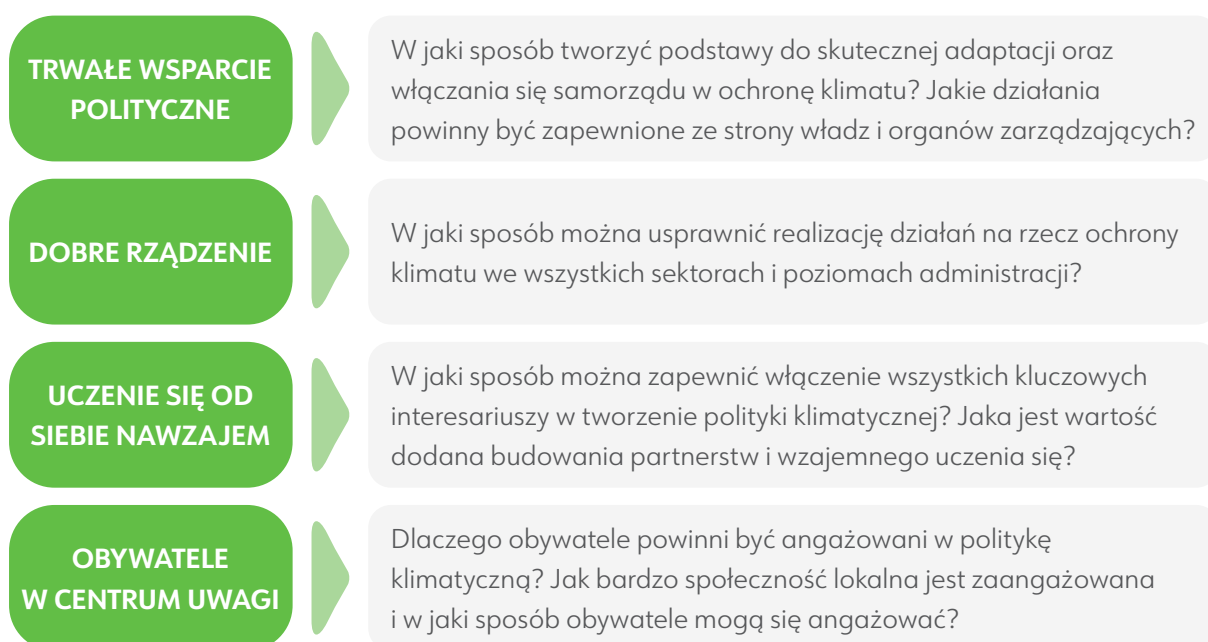 TRWAŁE WSPARCIE
POLITYCZNE
W jaki sposób tworzyć podstawy do skutecznej adaptacji oraz
włączania się samorządu w ochronę klimatu? Jakie działania
powinny być zapewnione ze strony władz i organów zarządzających?
DOBRE RZĄDZENIE
W jaki sposób można usprawnić realizację działań na rzecz ochrony
klimatu we wszystkich sektorach i poziomach administracji?
UCZENIE SIĘ OD
SIEBIE NAWZAJEM
W jaki sposób można zapewnić włączenie wszystkich kluczowych
interesariuszy w tworzenie polityki klimatycznej? Jaka jest wartość
dodana budowania partnerstw i wzajemnego uczenia się?
OBYWATELE
W CENTRUM UWAGI
Dlaczego obywatele powinni być angażowani w politykę
klimatyczną? Jak bardzo społeczność lokalna jest zaangażowana
i w jaki sposób obywatele mogą się angażować?